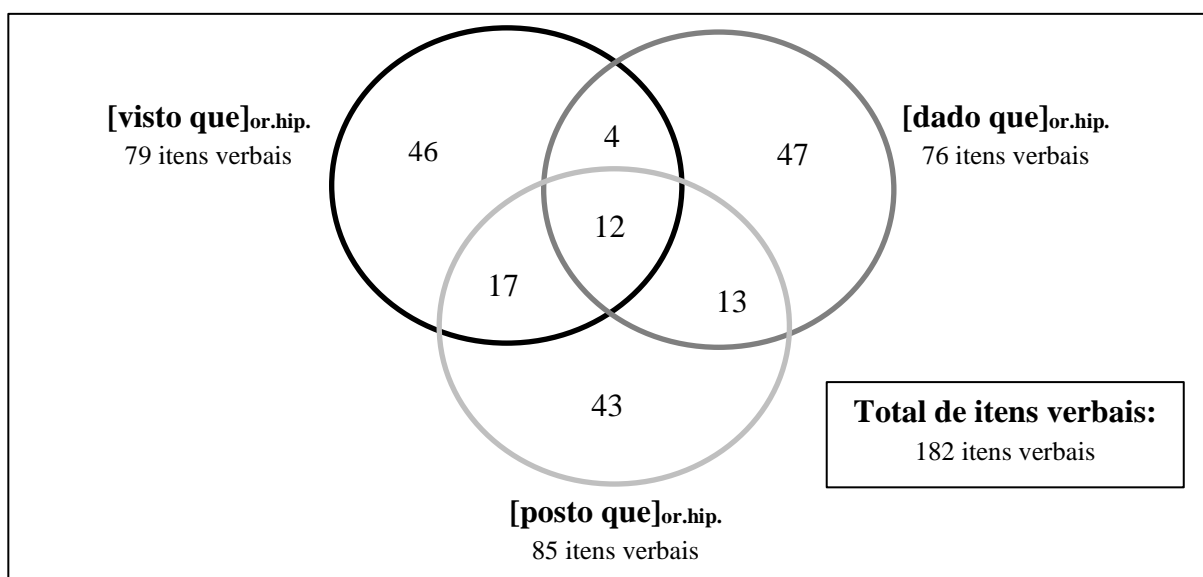 [visto que]or.hip.
79 itens verbais
[dado que]or.hip.
76 itens verbais
46
4
47
12
17
13
43
Total de itens verbais:
182 itens verbais
[posto que]or.hip.
85 itens verbais